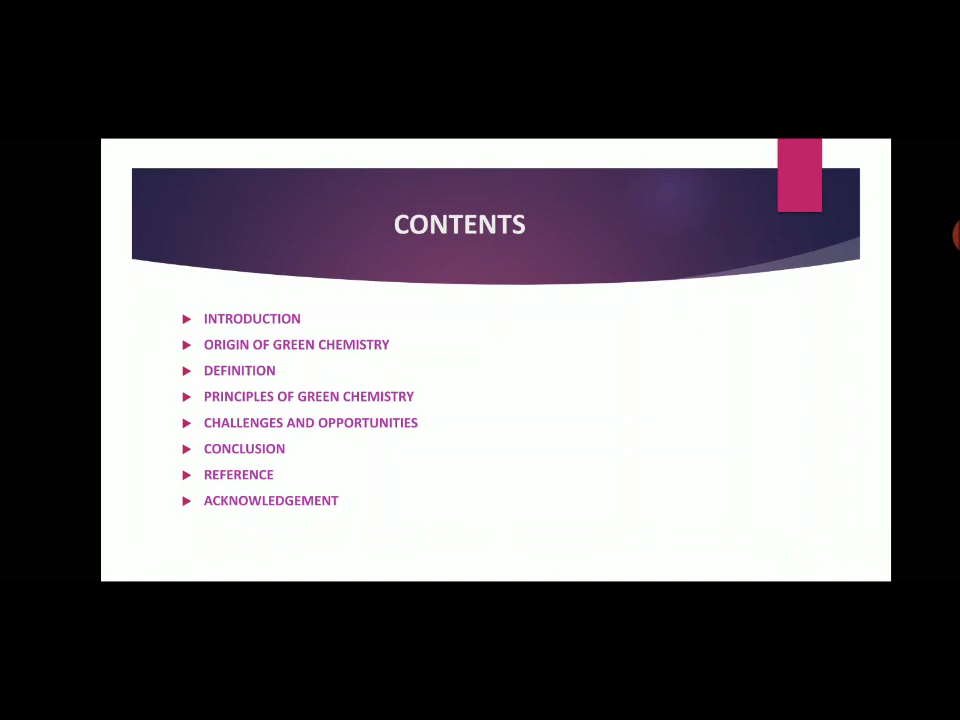 CONTENTS
INTRODUCTION
ORIGIN OF GREEN CHEMISTRY
DEFINITION
PRINCIPLES OF GREEN CHEMISTRY
CHALLENGES AND OPPORTUNITIES
CONCLUSION
REFERENCE
ACKNOWLEDGEMENT